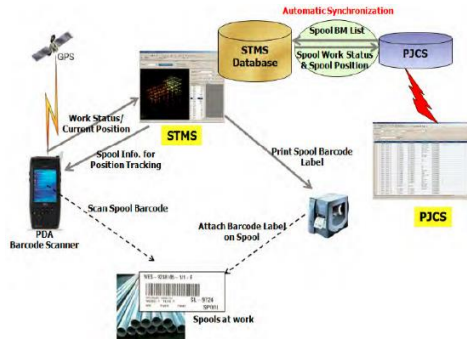 Automatic Synchronization
GPS
STMS
Database
Spool BM List
Spool Work Status
& Spool Position
PJCS
Work Status/
Current Position
STMS
Spool Info. for
Position Tracking
Print Spool Barcode
Label
PJCS
PDA
Barcode Scanner
Scan Spool Barcode
Attach Barcode Label
on Spool
SPOOL
Spools at work